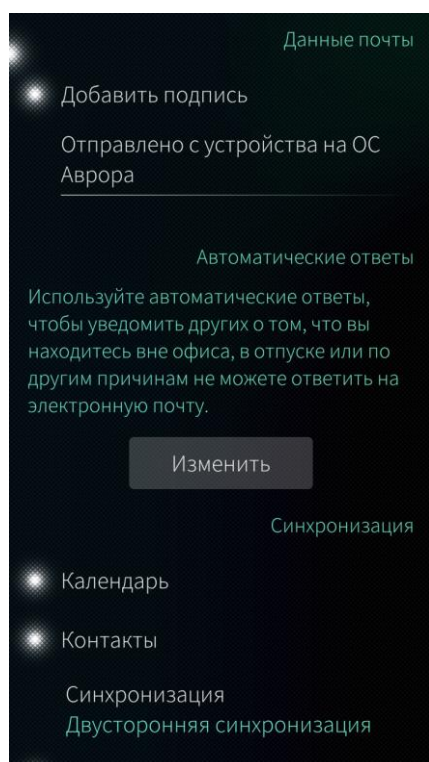 Данные почты
Добавить подпись
Отправлено с устройства на ОС
Аврора
Автоматические ответы
Используйте автоматические ответы,
чтобы уведомить других о том, что вы
находитесь вне офиса, в отпуске или по
другим причинам не можете ответить на
электронную почту.
Изменить
Синхронизация
Календарь
Контакты
Синхронизация
Двусторонняя синхронизация